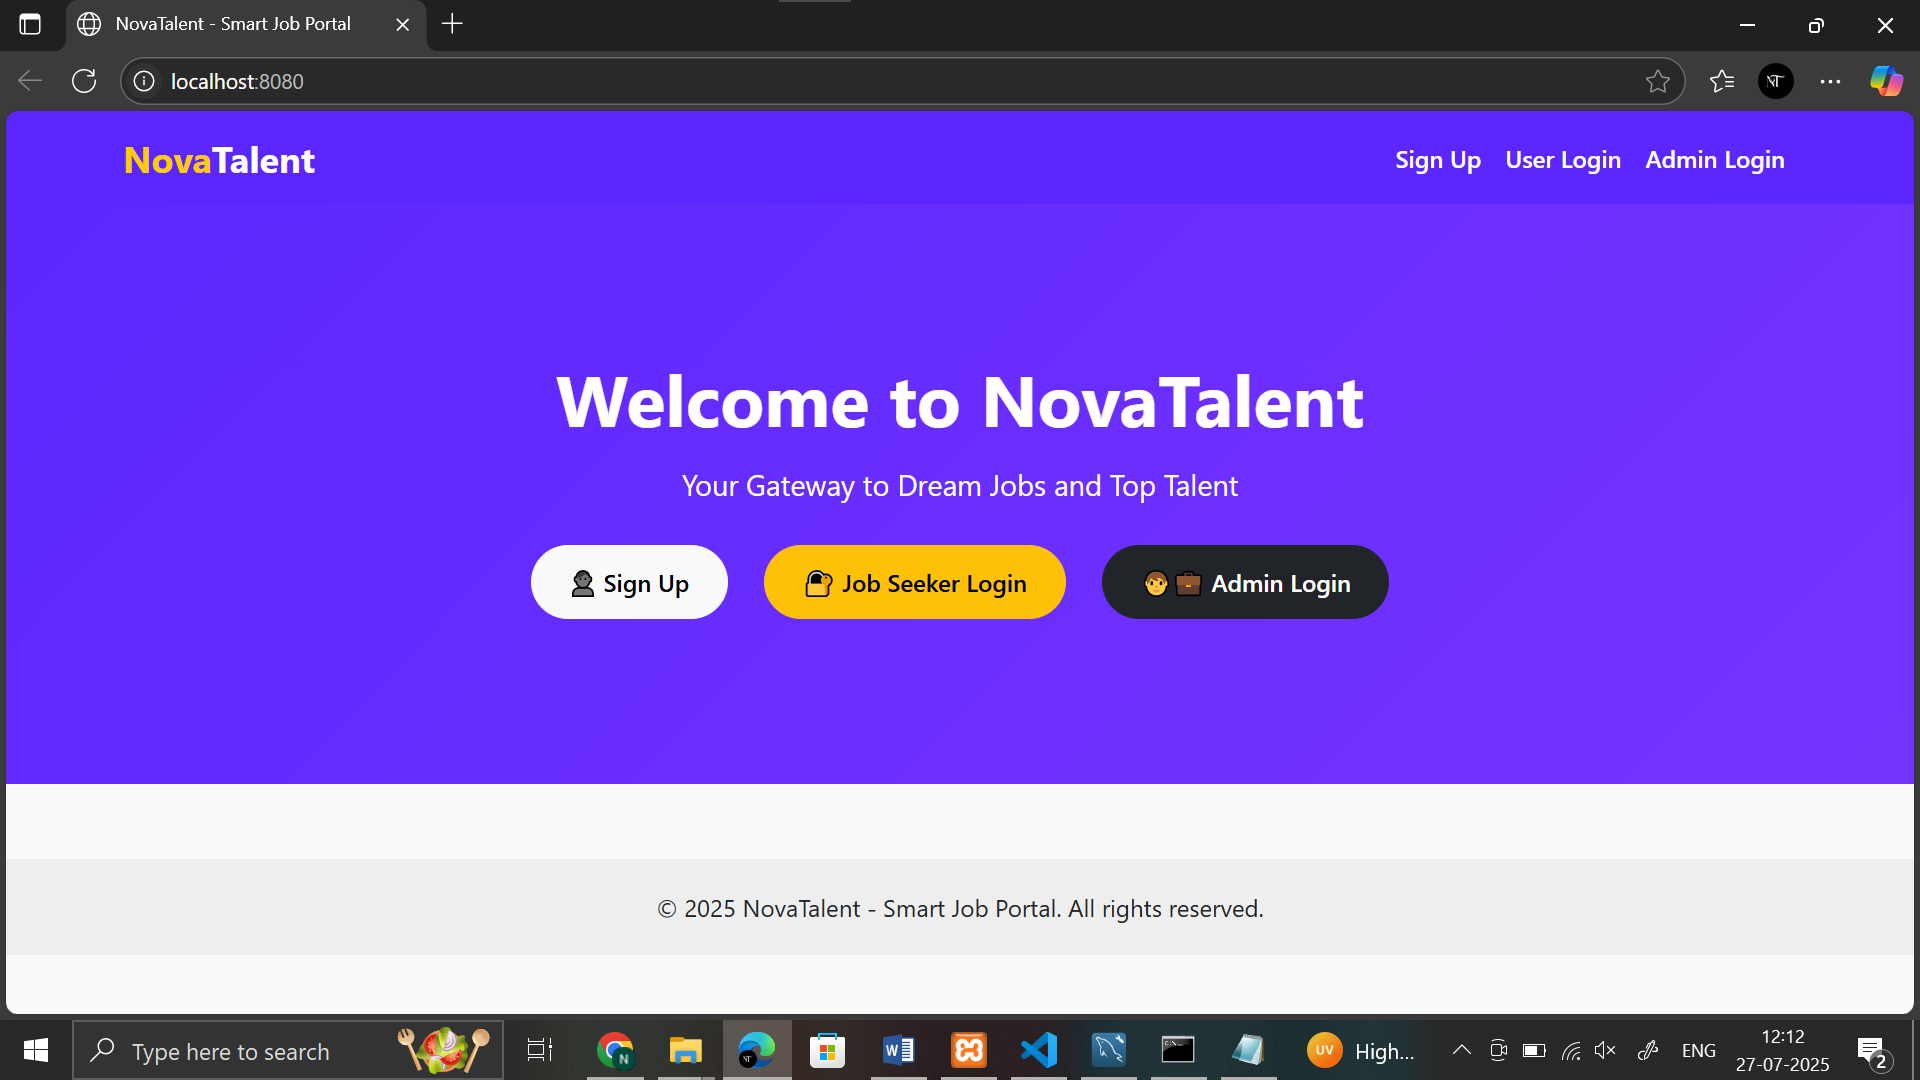 NovaTalent - Smart Job Portal
localhost:8080
NT
NovaTalent
Sign Up
User Login
Admin Login
Welcome to NovaTalent
Your Gateway to Dream Jobs and Top Talent
Sign Up
Job Seeker Login
Admin Login
© 2025 NovaTalent - Smart Job Portal. All rights reserved.
Type here to search
N
NT
W
UV
High...
ENG
12:12
27-07-2025
2